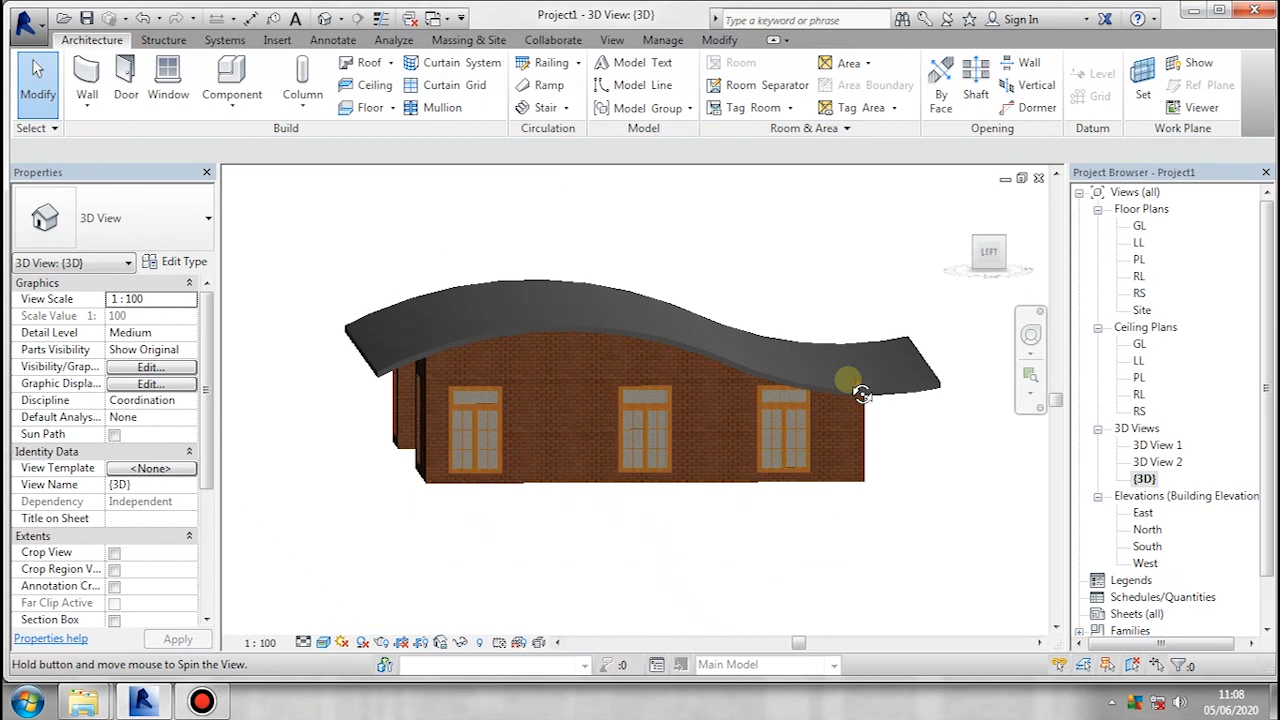 Project1 - 3D View: {3D}
Type a keyword or phrase
Sign In
Architecture Structure Systems Insert Annotate Analyze Massing & Site Collaborate View Manage Modify
Modify
Wall
Door
Window
Component
Column
Roof
Ceiling
Floor
Curtain System
Curtain Grid
Mullion
Railing
Ramp
Stair
Model Text
Model Line
Model Group
Room
Room Separator
Tag Room
Area
Area Boundary
Tag Area
By
Face
Shaft
Wall
Vertical
Dormer
Level
Grid
Set
Show
Ref Plane
Viewer
Select
Build
Circulation
Model
Room & Area
Opening
Datum
Work Plane
Properties
3D View
3D View: {3D}
Edit Type
Graphics
View Scale 1 : 100
Scale Value 1: 100
Detail Level Medium
Parts Visibility Show Original
Visibility/Grap... Edit...
Graphic Displa... Edit...
Discipline Coordination
Default Analys... None
Sun Path
Identity Data
View Template <None>
View Name {3D}
Dependency Independent
Title on Sheet
Extents
Crop View
Crop Region V...
Annotation Cr...
Far Clip Active
Section Box
Properties help
Apply
LEFT
1 : 100
Project Browser - Project1
Views (all)
Floor Plans
GL
LL
PL
RL
RS
Site
Ceiling Plans
GL
LL
PL
RL
RS
3D Views
3D View 1
3D View 2
{3D}
Elevations (Building Elevation
East
North
South
West
Legends
Schedules/Quantities
Sheets (all)
Families
Hold button and move mouse to Spin the View.
:0
Main Model
:0
11:08
05/06/2020